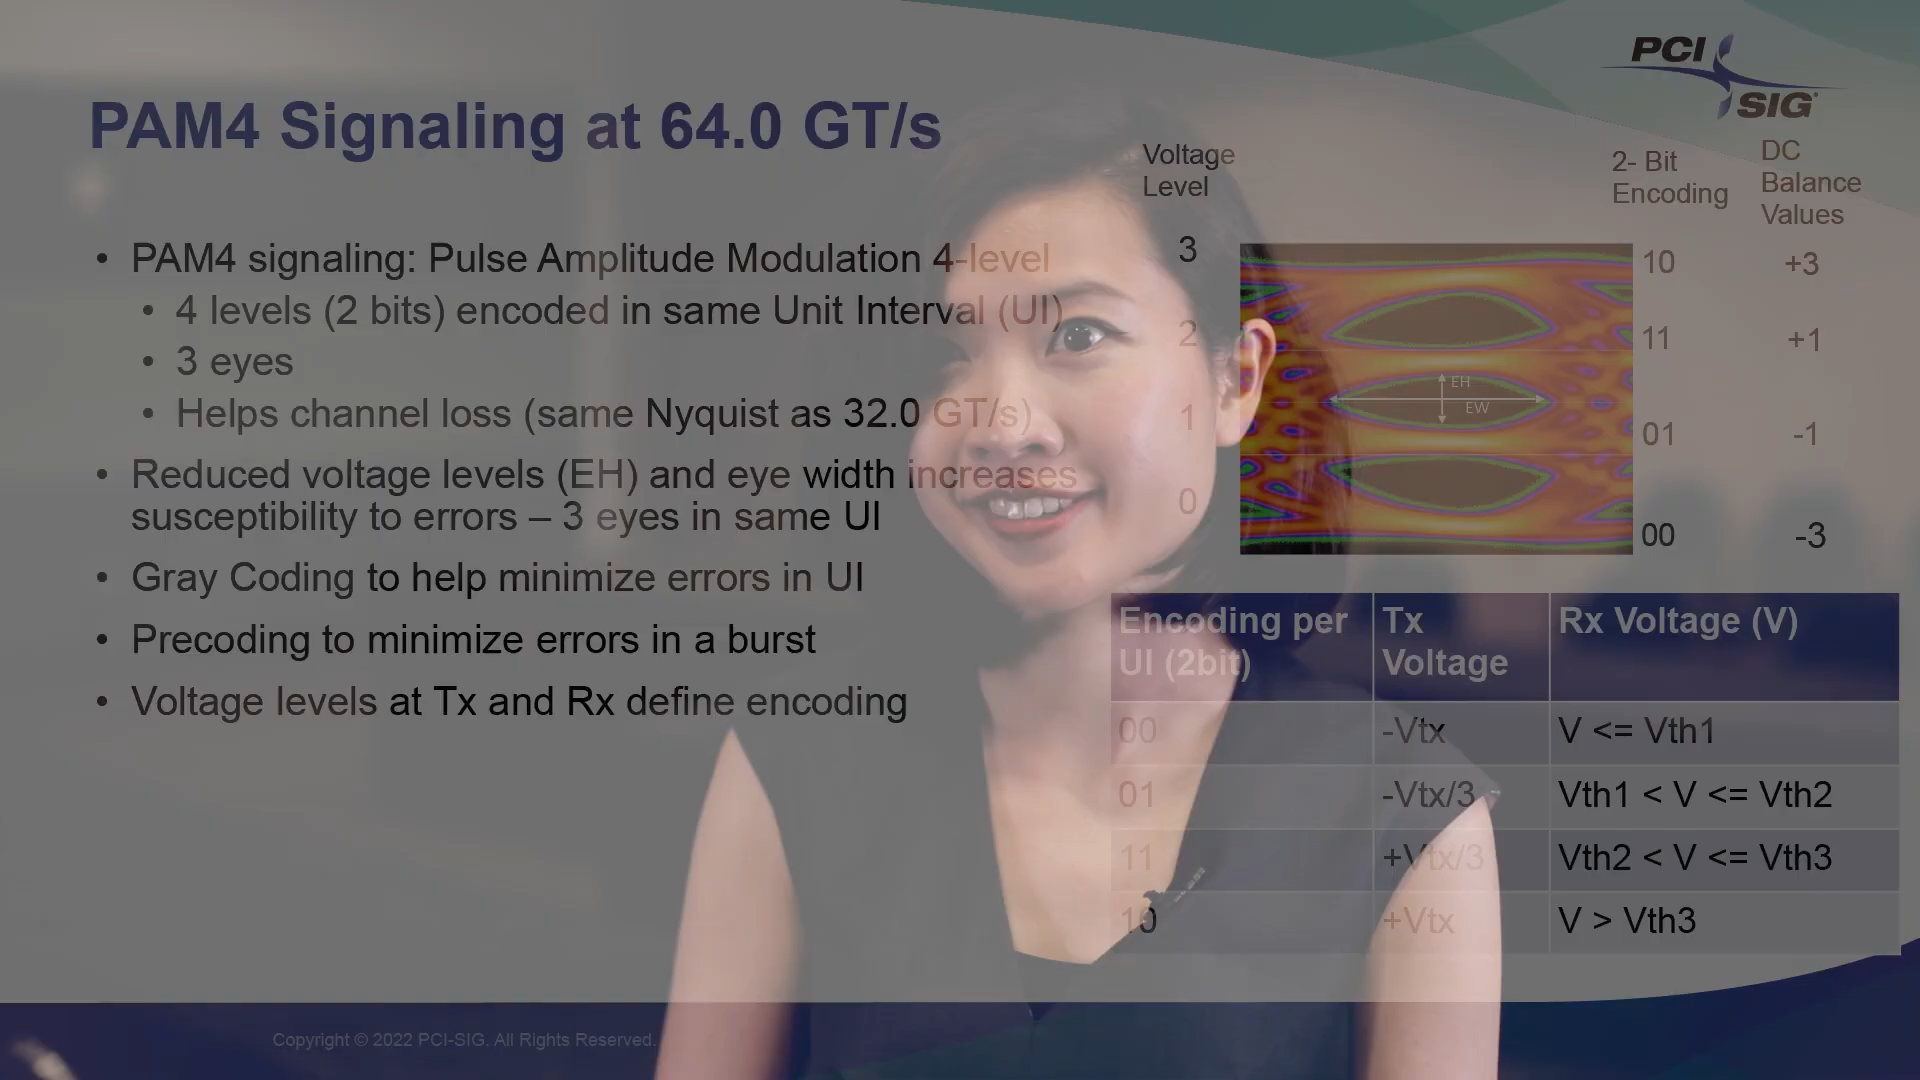 PCI
SIG
PAM4 Signaling at 64.0 GT/s
• PAM4 signaling: Pulse Amplitude Modulation 4-level
• 4 levels (2 bits) encoded in same Unit Interval (UI)
• 3 eyes
• Helps channel loss (same Nyquist as 32.0 GT/s)
• Reduced voltage levels (EH) and eye width increases
susceptibility to errors – 3 eyes in same UI
• Gray Coding to help minimize errors in UI
• Precoding to minimize errors in a burst
• Voltage levels at Tx and Rx define encoding
Voltage
Level
2- Bit
Encoding
DC
Balance
Values
3 10 +3
2 11 +1
EH
EW
1 01 -1
0 00 -3
Encoding per
UI (2bit)
Tx
Voltage
Rx Voltage (V)
00 -Vtx V <= Vth1
01 -Vtx/3 Vth1 < V <= Vth2
11 +Vtx/3 Vth2 < V <= Vth3
10 +Vtx V > Vth3
Copyright © 2022 PCI-SIG. All Rights Reserved.